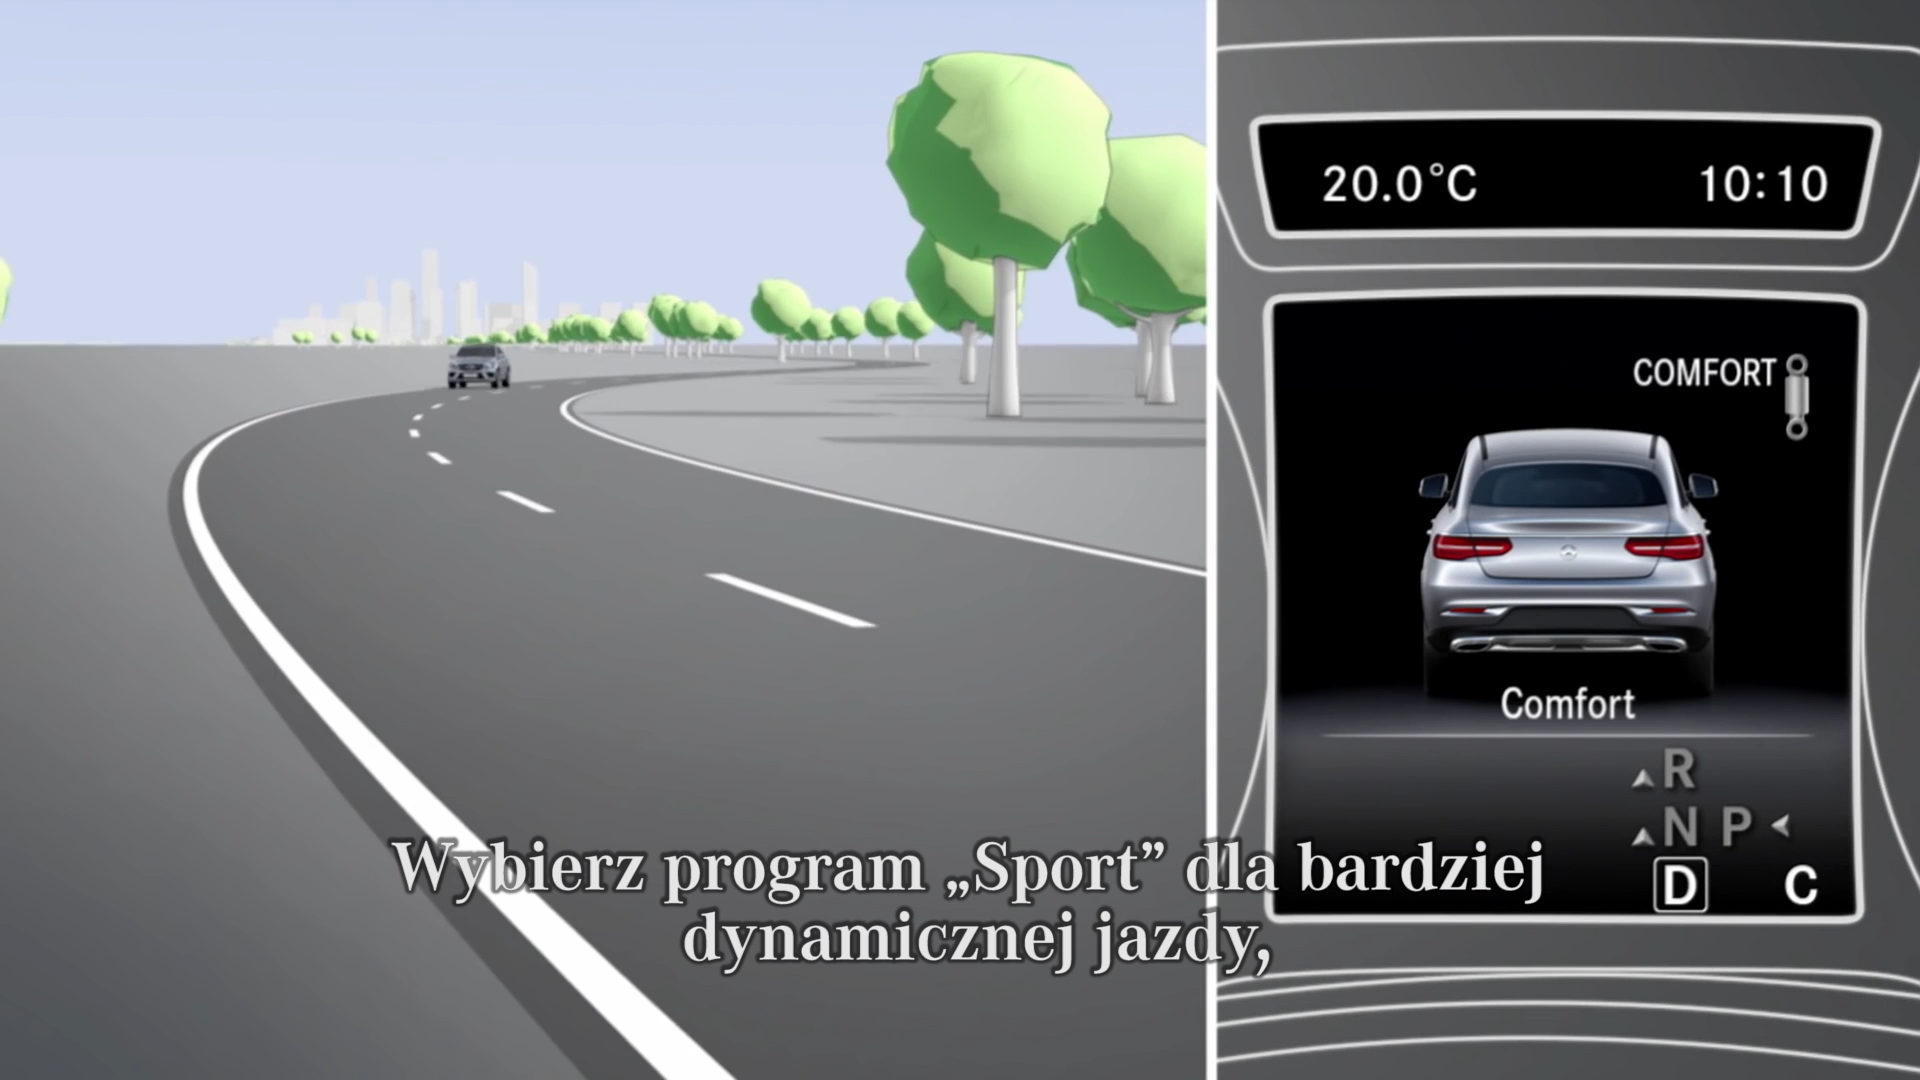 20.0°C 10:10
COMFORT
Comfort
R
N P
D C
Wybierz program „Sport” dla bardziej
dynamicznej jazdy,